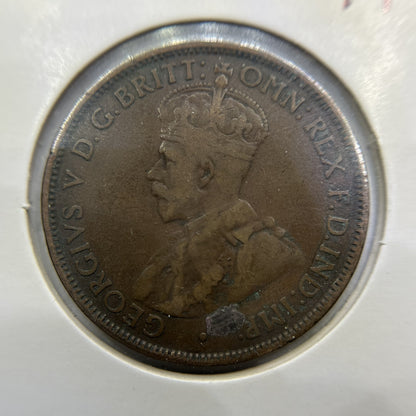 GEORGIVS V D.G.BRITT: OMN: REX F.D.IND:IMP: